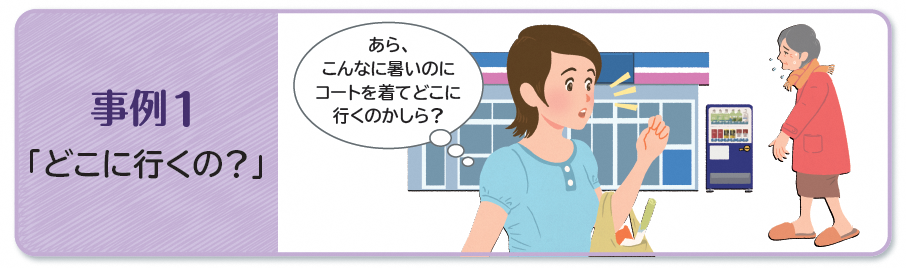 事例1
「どこに行くの？」
あら、
こんなに暑いのに
コートを着てどこに
行くのかしら？